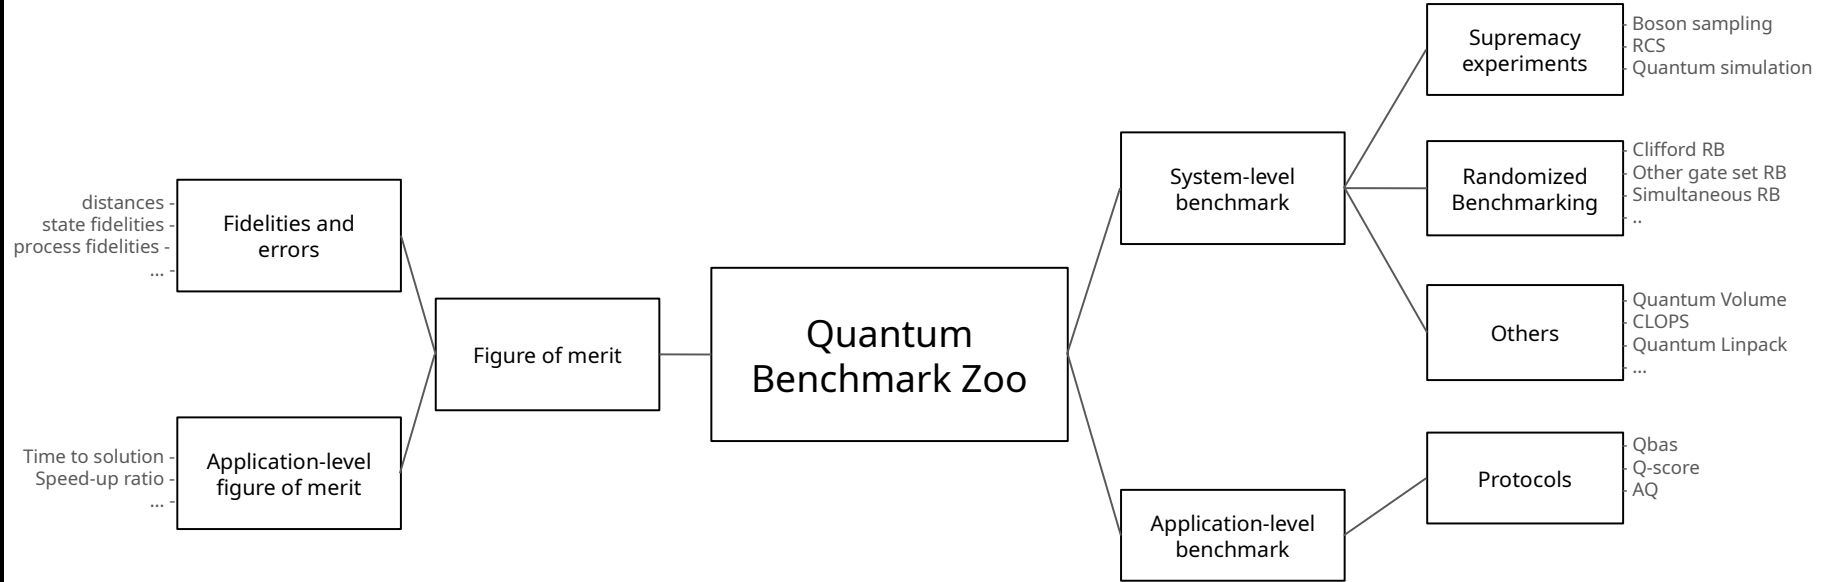 distances -
state fidelities -
process fidelities -
... -
Fidelities and
errors
Time to solution -
Speed-up ratio -
... -
Application-level
figure of merit
Figure of merit
Quantum
Benchmark Zoo
System-level
benchmark
Supremacy
experiments
- Boson sampling
- RCS
- Quantum simulation
Randomized
Benchmarking
- Clifford RB
- Other gate set RB
- Simultaneous RB
- ..
Others
- Quantum Volume
- CLOPS
- Quantum Linpack
- ...
Application-level
benchmark
Protocols
- Qbas
- Q-score
- AQ